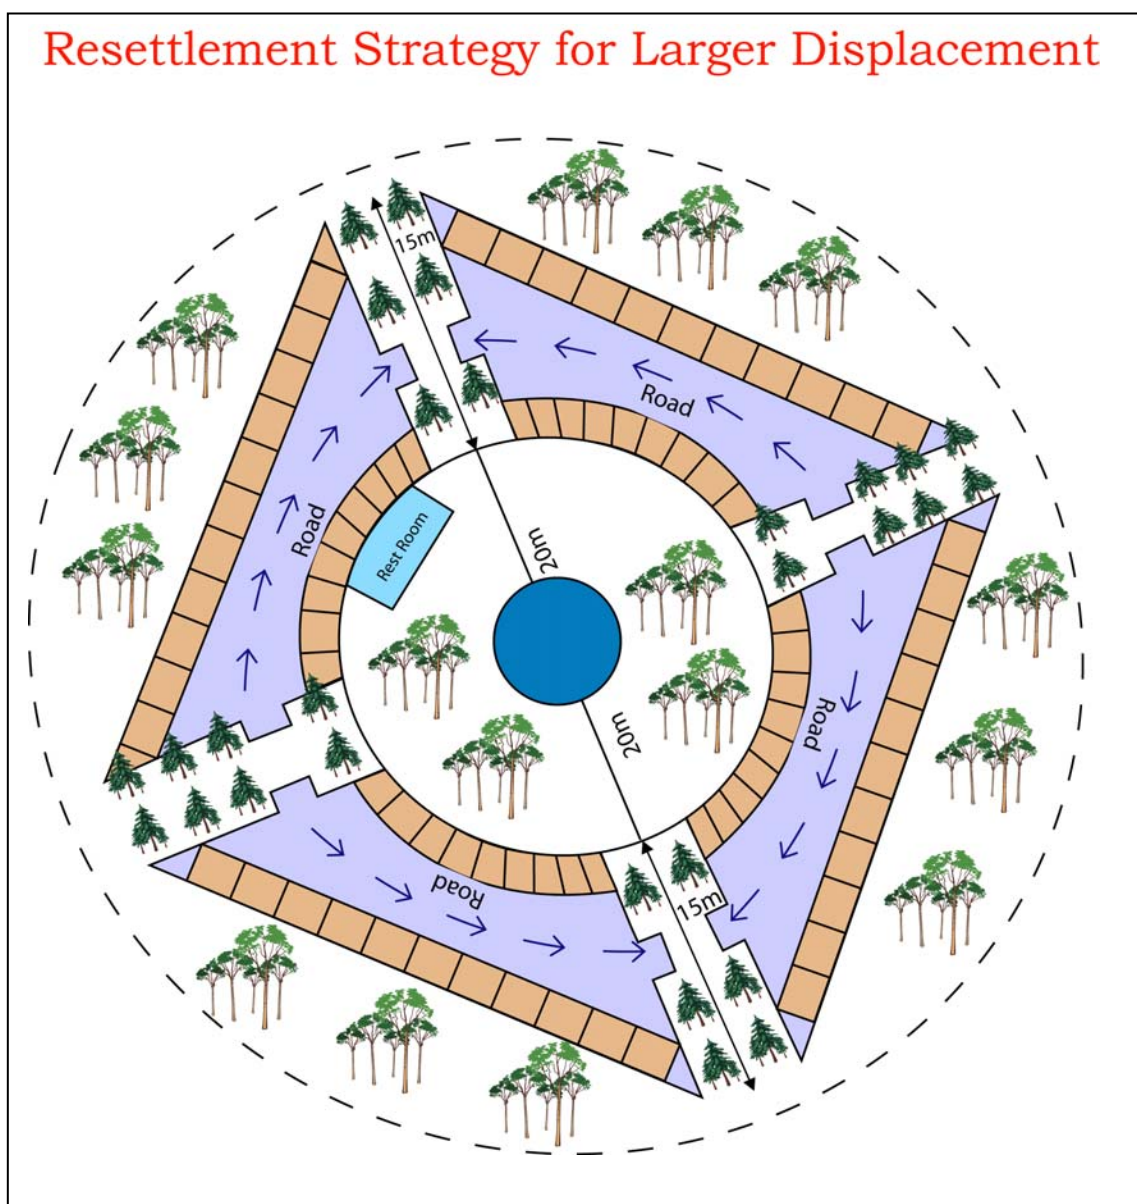 Resettlement Strategy for Larger Displacement
15m
Road
Road
20m
Rest Room
20m
Road
Road
15m